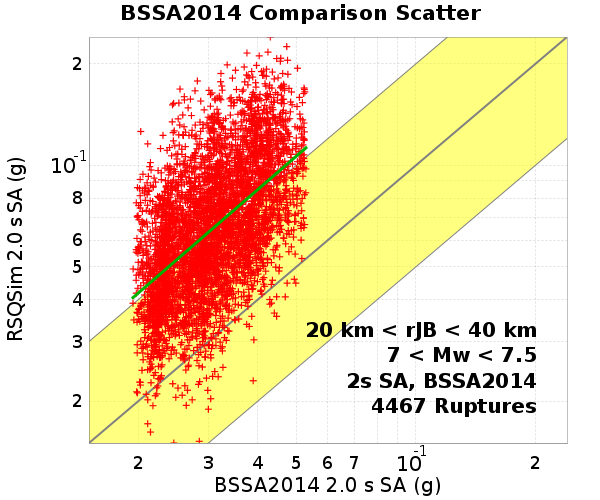 BSSA2014 Comparison Scatter
RSQSim 2.0 s SA (g)
2
10⁻¹
8
6
5
4
3
2
20 km < rJB < 40 km
7 < Mw < 7.5
2s SA, BSSA2014
4467 Ruptures
2 3 4 5 6 7 10⁻¹ 2
BSSA2014 2.0 s SA (g)